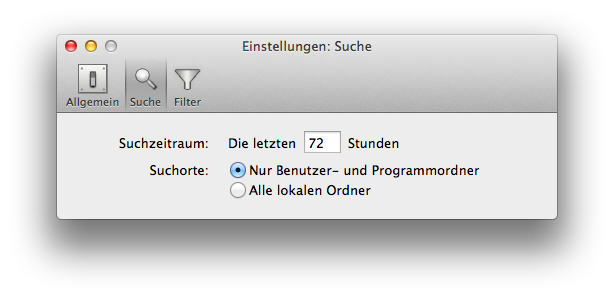 Einstellungen: Suche
Allgemein Suche Filter
Suchzeitraum: Die letzten 72 Stunden
Suchorte: Nur Benutzer- und Programmordner
Alle lokalen Ordner